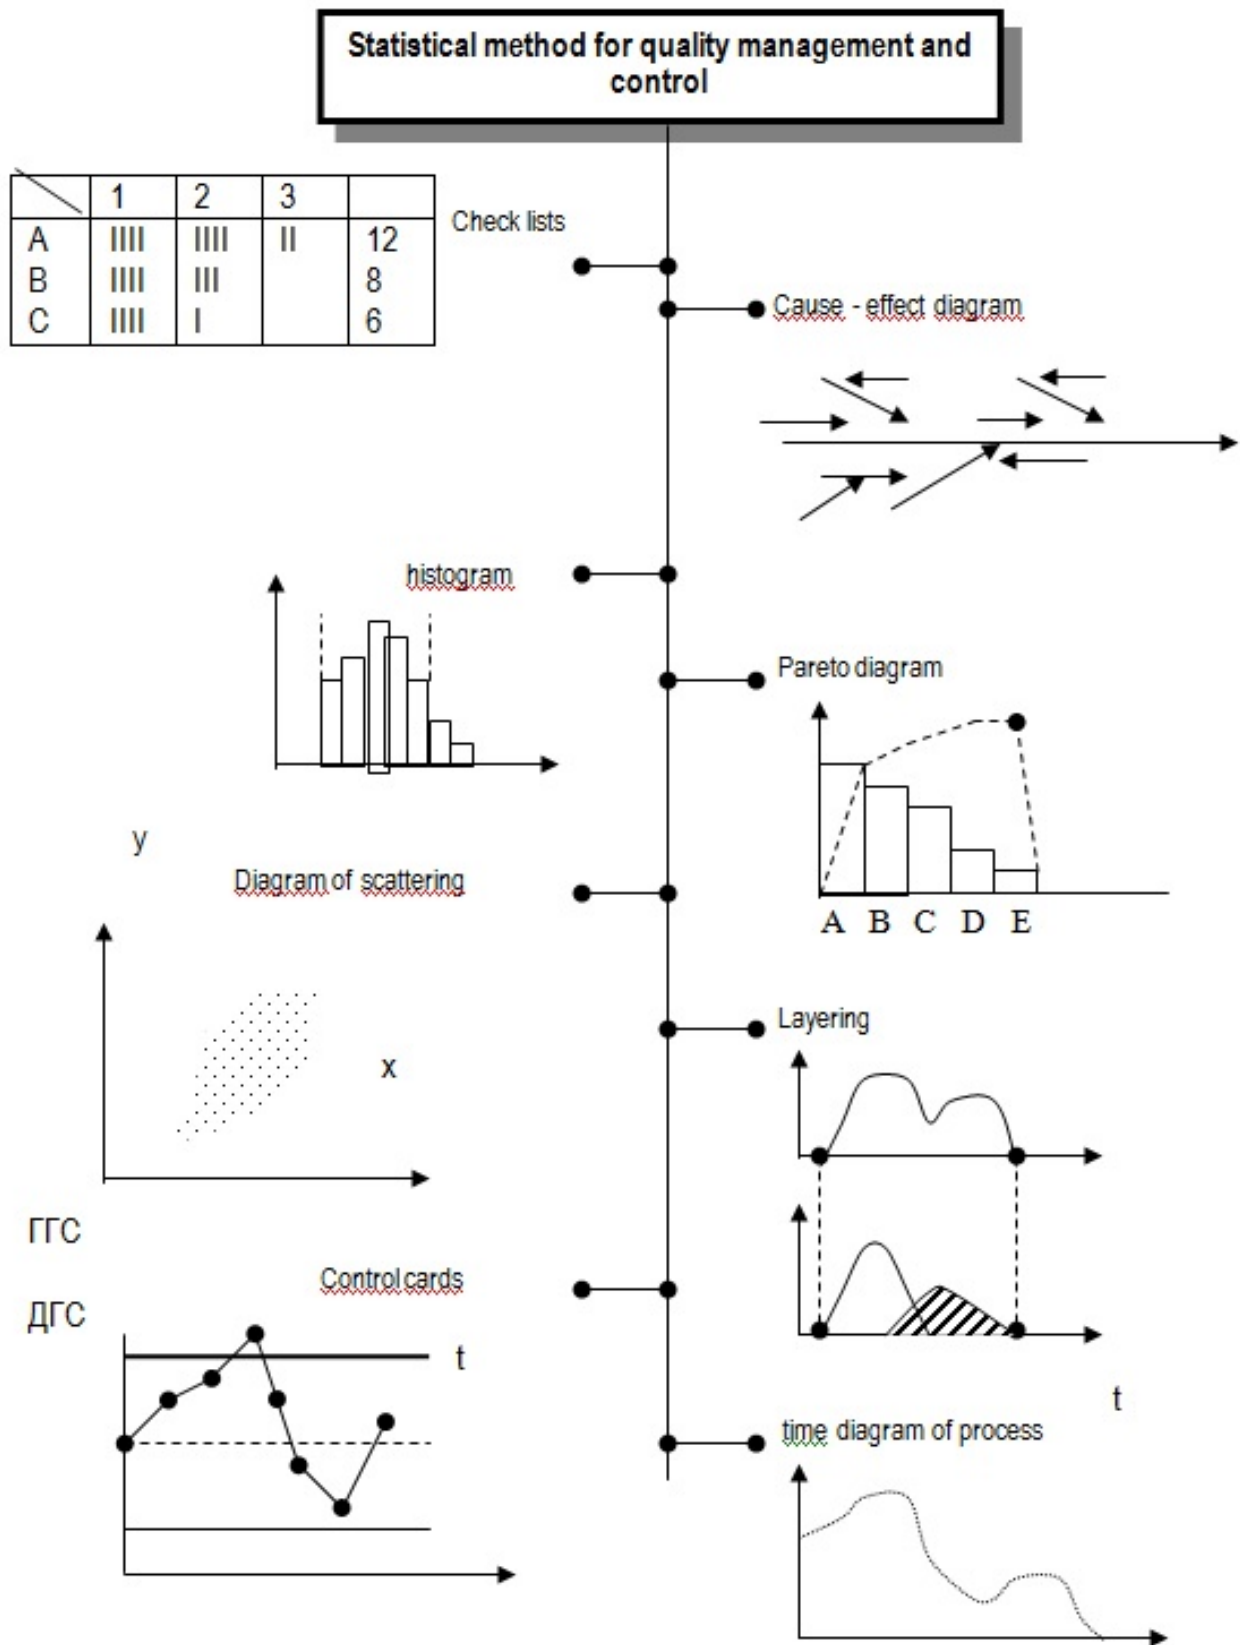 Statistical method for quality management and
control
1 2 3
A IIII IIII II 12
B IIII III 8
C IIII I 6
Check lists
Cause - effect diagram
histogram
Pareto diagram
A B C D E
y
Diagram of scattering
x
Layering
ГГС
Control cards
ДГС
t
t
time diagram of process